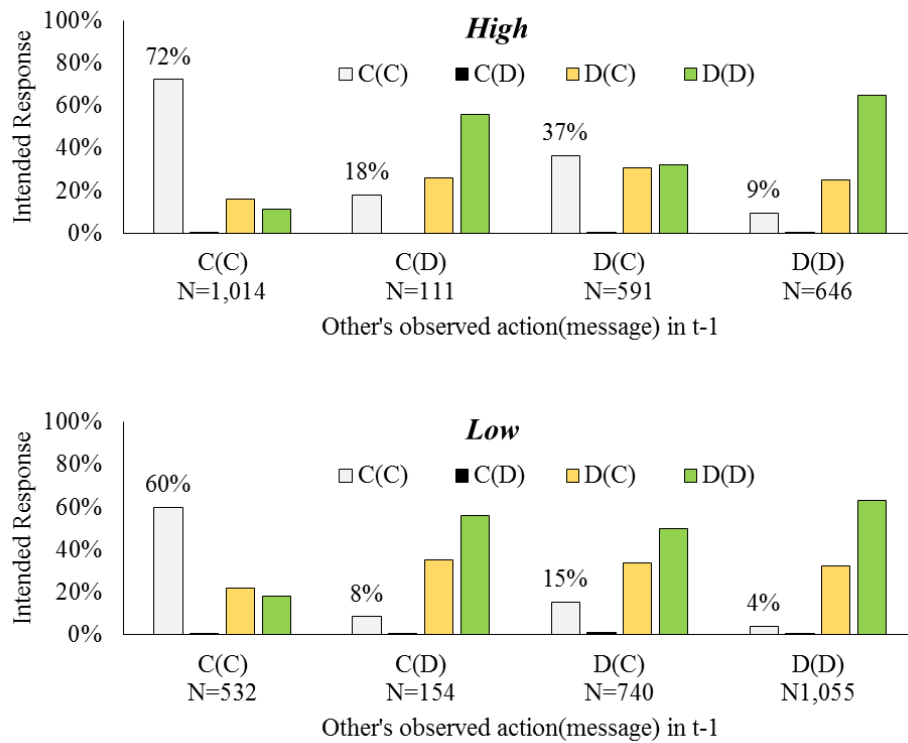 High
100%
80%
60%
40%
20%
0%
Intended Response
C(C) C(D) D(C) D(D)
72%
18%
37%
9%
C(C) C(D) D(C) D(D)
N=1,014 N=111 N=591 N=646
Other's observed action(message) in t-1
Low
100%
80%
60%
40%
20%
0%
Intended Response
C(C) C(D) D(C) D(D)
60%
8%
15%
4%
C(C) C(D) D(C) D(D)
N=532 N=154 N=740 N1,055
Other's observed action(message) in t-1